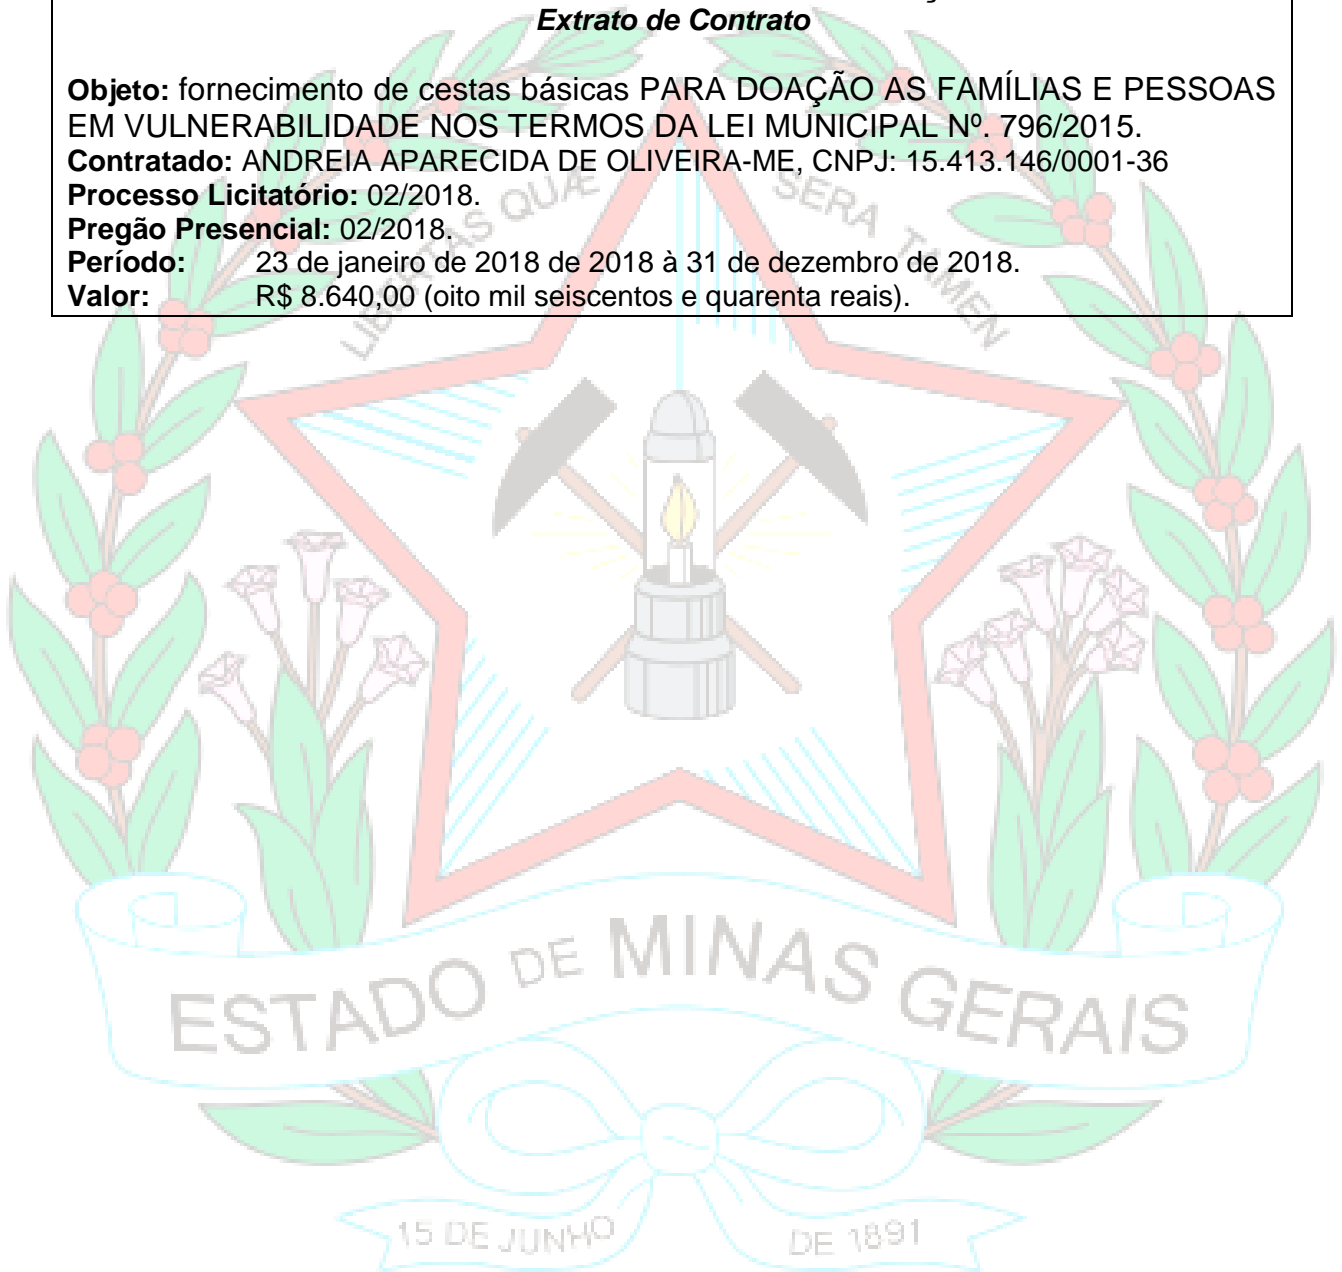 Extrato de Contrato
Objeto: fornecimento de cestas básicas PARA DOAÇÃO AS FAMÍLIAS E PESSOAS
EM VULNERABILIDADE NOS TERMOS DA LEI MUNICIPAL Nº. 796/2015.
Contratado: ANDREIA APARECIDA DE OLIVEIRA-ME, CNPJ: 15.413.146/0001-36
Processo Licitatório: 02/2018.
Pregão Presencial: 02/2018.
Período: 23 de janeiro de 2018 de 2018 à 31 de dezembro de 2018.
Valor: R$ 8.640,00 (oito mil seiscentos e quarenta reais).
LIBERTAS QUÆ SERA TAMEN
ESTADO DE MINAS GERAIS
15 DE JUNHO DE 1891